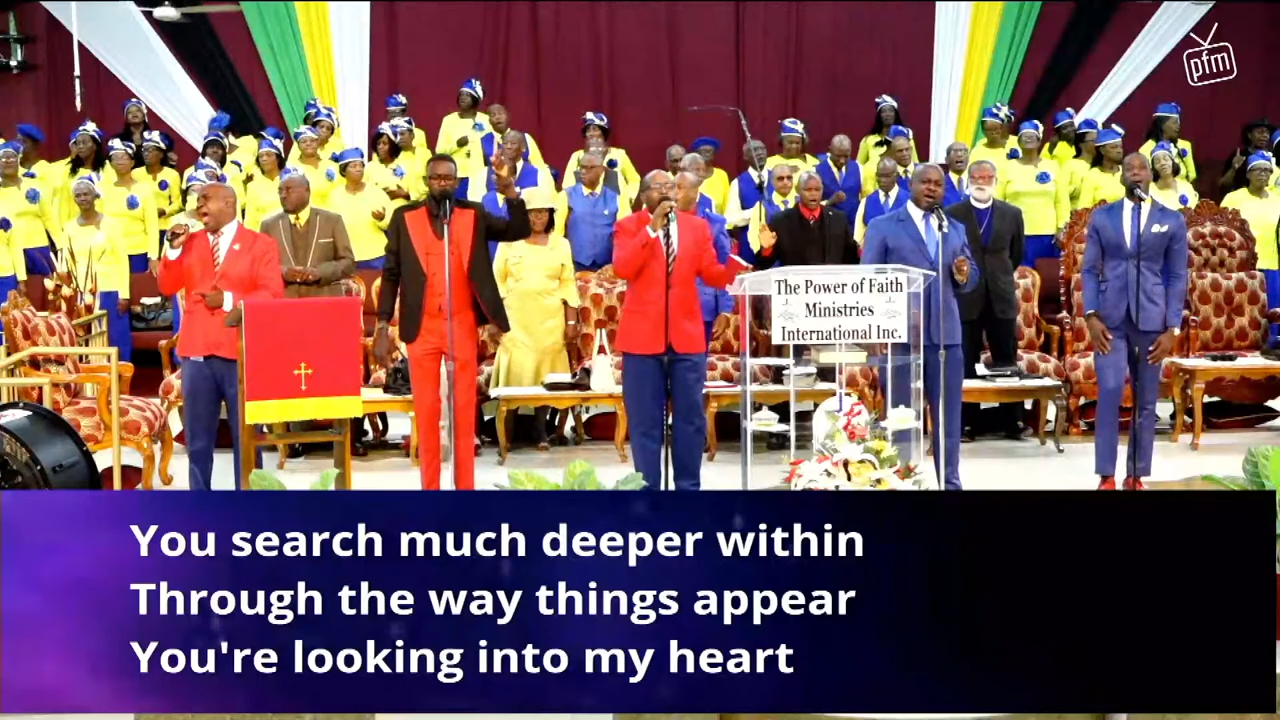 pfm
The Power of Faith
Ministries
International Inc.
You search much deeper within
Through the way things appear
You're looking into my heart